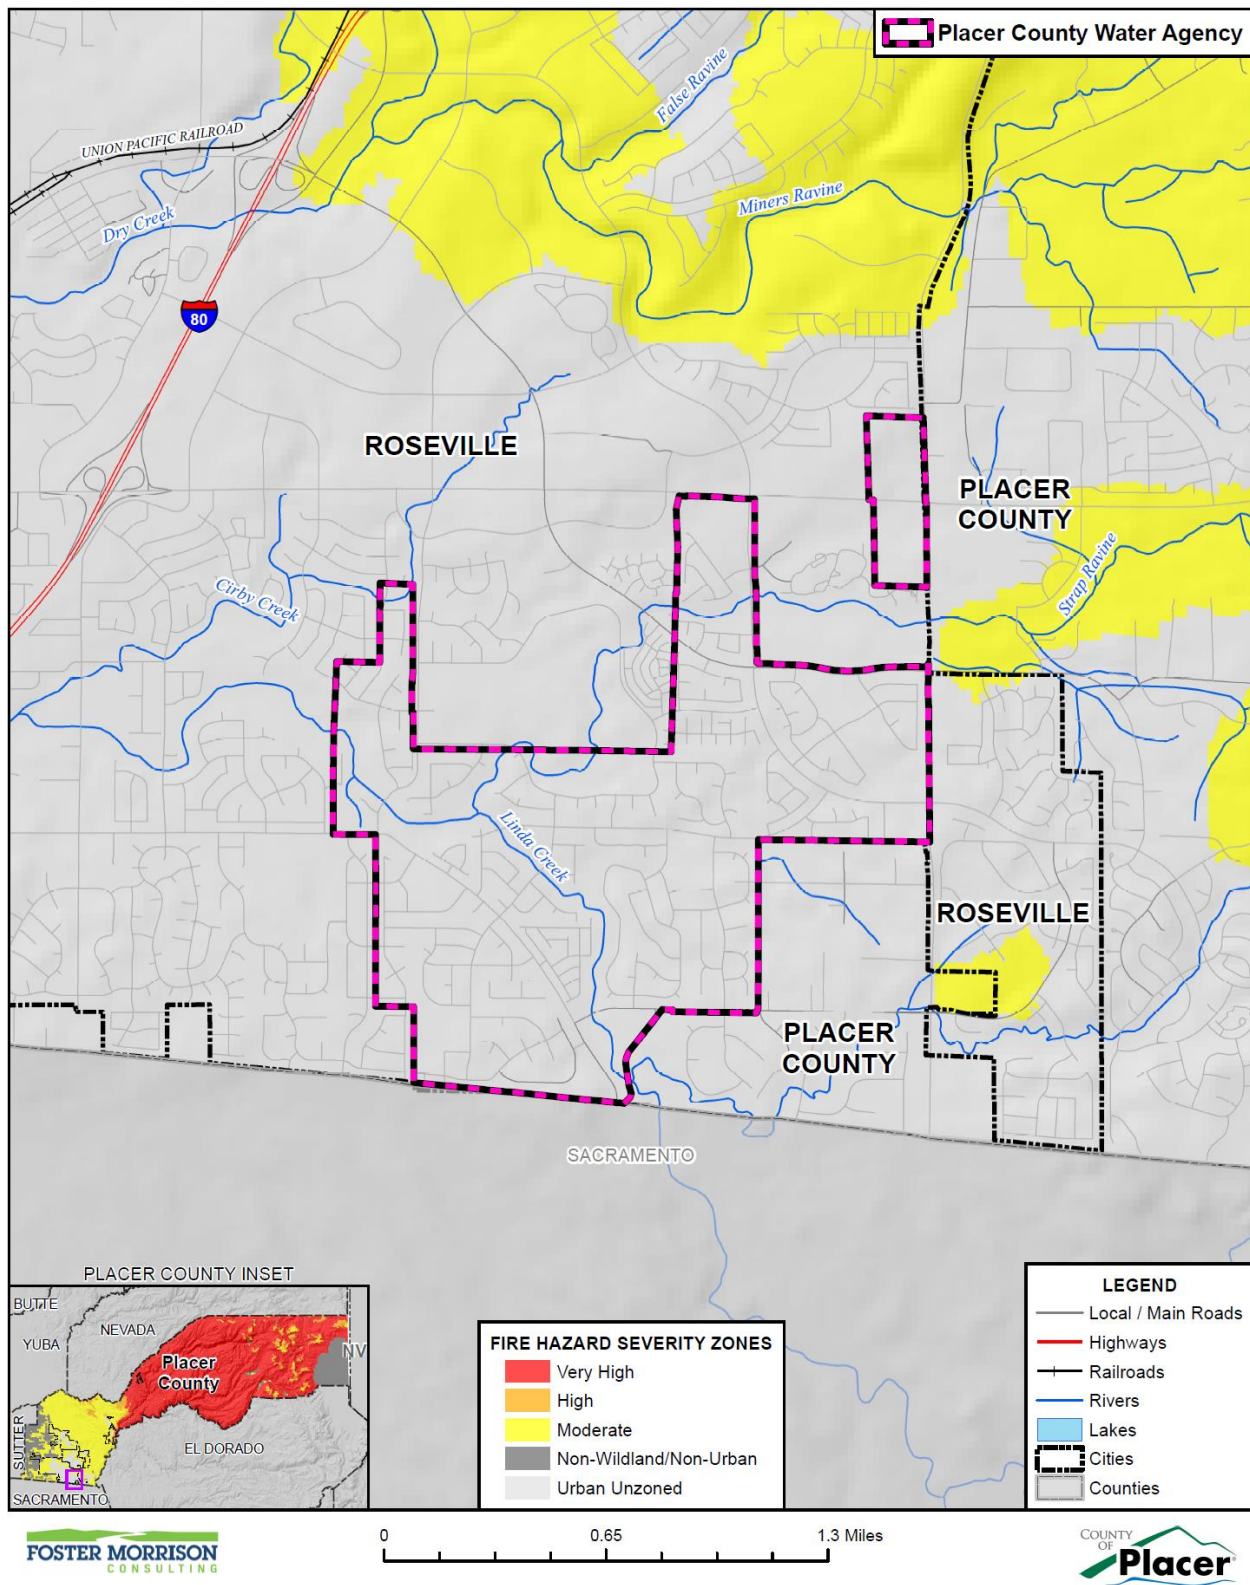 Placer County Water Agency
False Ravine
UNION PACIFIC RAILROAD
Miners Ravine
Dry Creek
80
ROSEVILLE
PLACER
COUNTY
Strap Ravine
Cirby Creek
Linda Creek
ROSEVILLE
PLACER
COUNTY
SACRAMENTO
PLACER COUNTY INSET
BUTTE
YUBA
NEVADA
NV
Placer
County
SUTTER
EL DORADO
SACRAMENTO
FIRE HAZARD SEVERITY ZONES
Very High
High
Moderate
Non-Wildland/Non-Urban
Urban Unzoned
LEGEND
Local / Main Roads
Highways
Railroads
Rivers
Lakes
Cities
Counties
FOSTER MORRISON
CONSULTING
0 0.65 1.3 Miles
COUNTY
OF
Placer